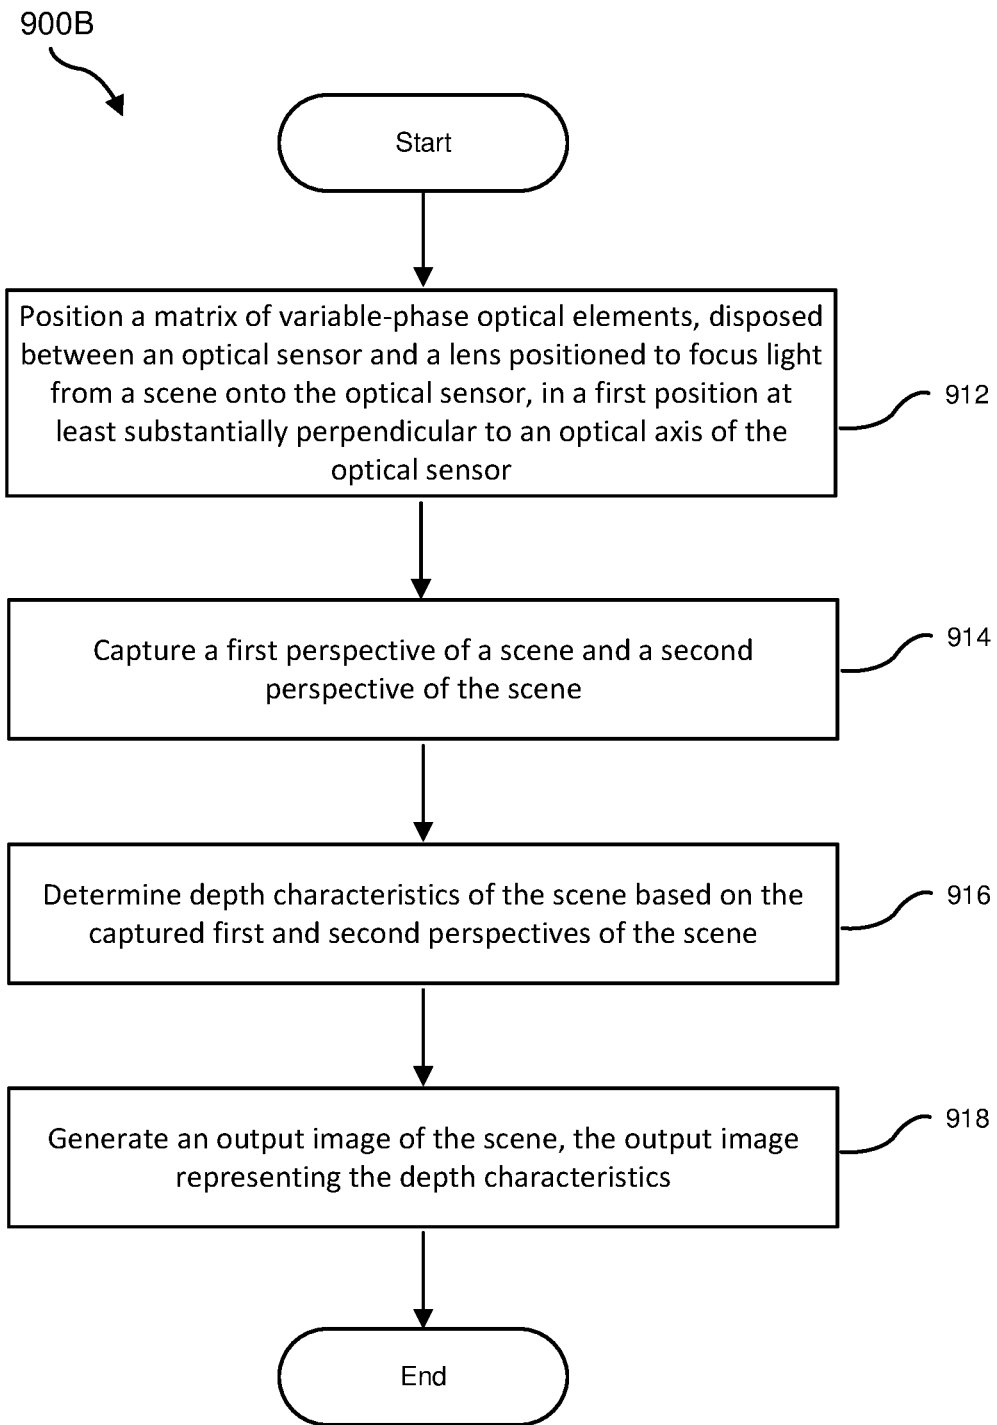 900B
Start
Position a matrix of variable-phase optical elements, disposed
between an optical sensor and a lens positioned to focus light
from a scene onto the optical sensor, in a first position at
least substantially perpendicular to an optical axis of the
optical sensor
912
Capture a first perspective of a scene and a second
perspective of the scene
914
Determine depth characteristics of the scene based on the
captured first and second perspectives of the scene
916
Generate an output image of the scene, the output image
representing the depth characteristics
918
End